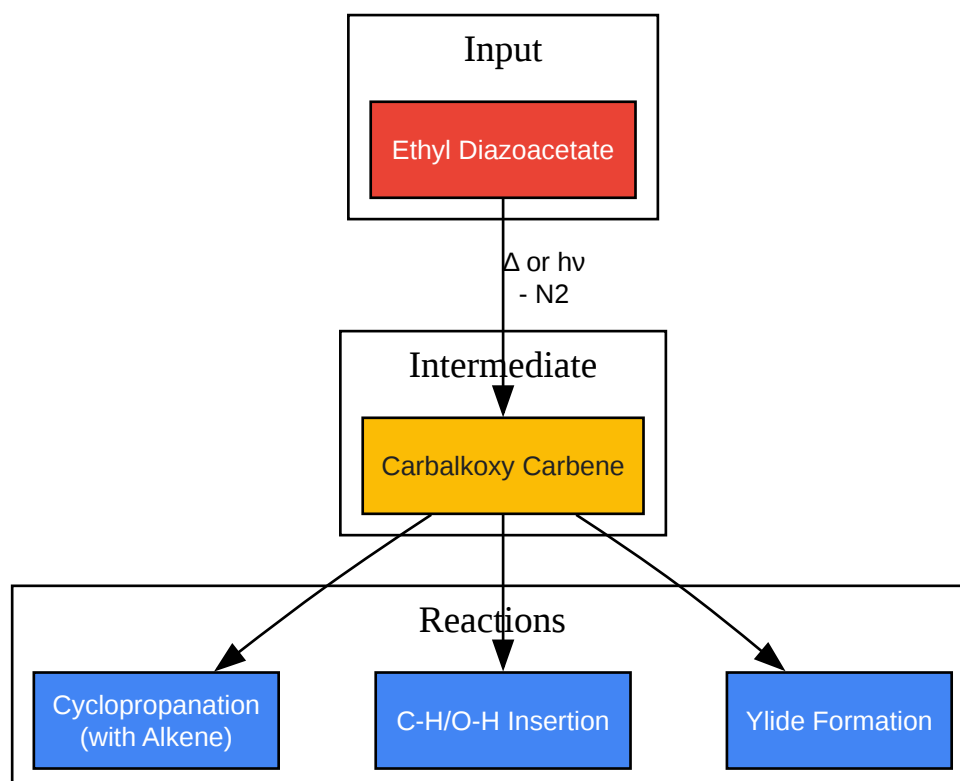 Input
Ethyl Diazoacetate
Δ or hν
- N2
Intermediate
Carbalkoxy Carbene
Reactions
Cyclopropanation
(with Alkene)
C-H/O-H Insertion
Ylide Formation